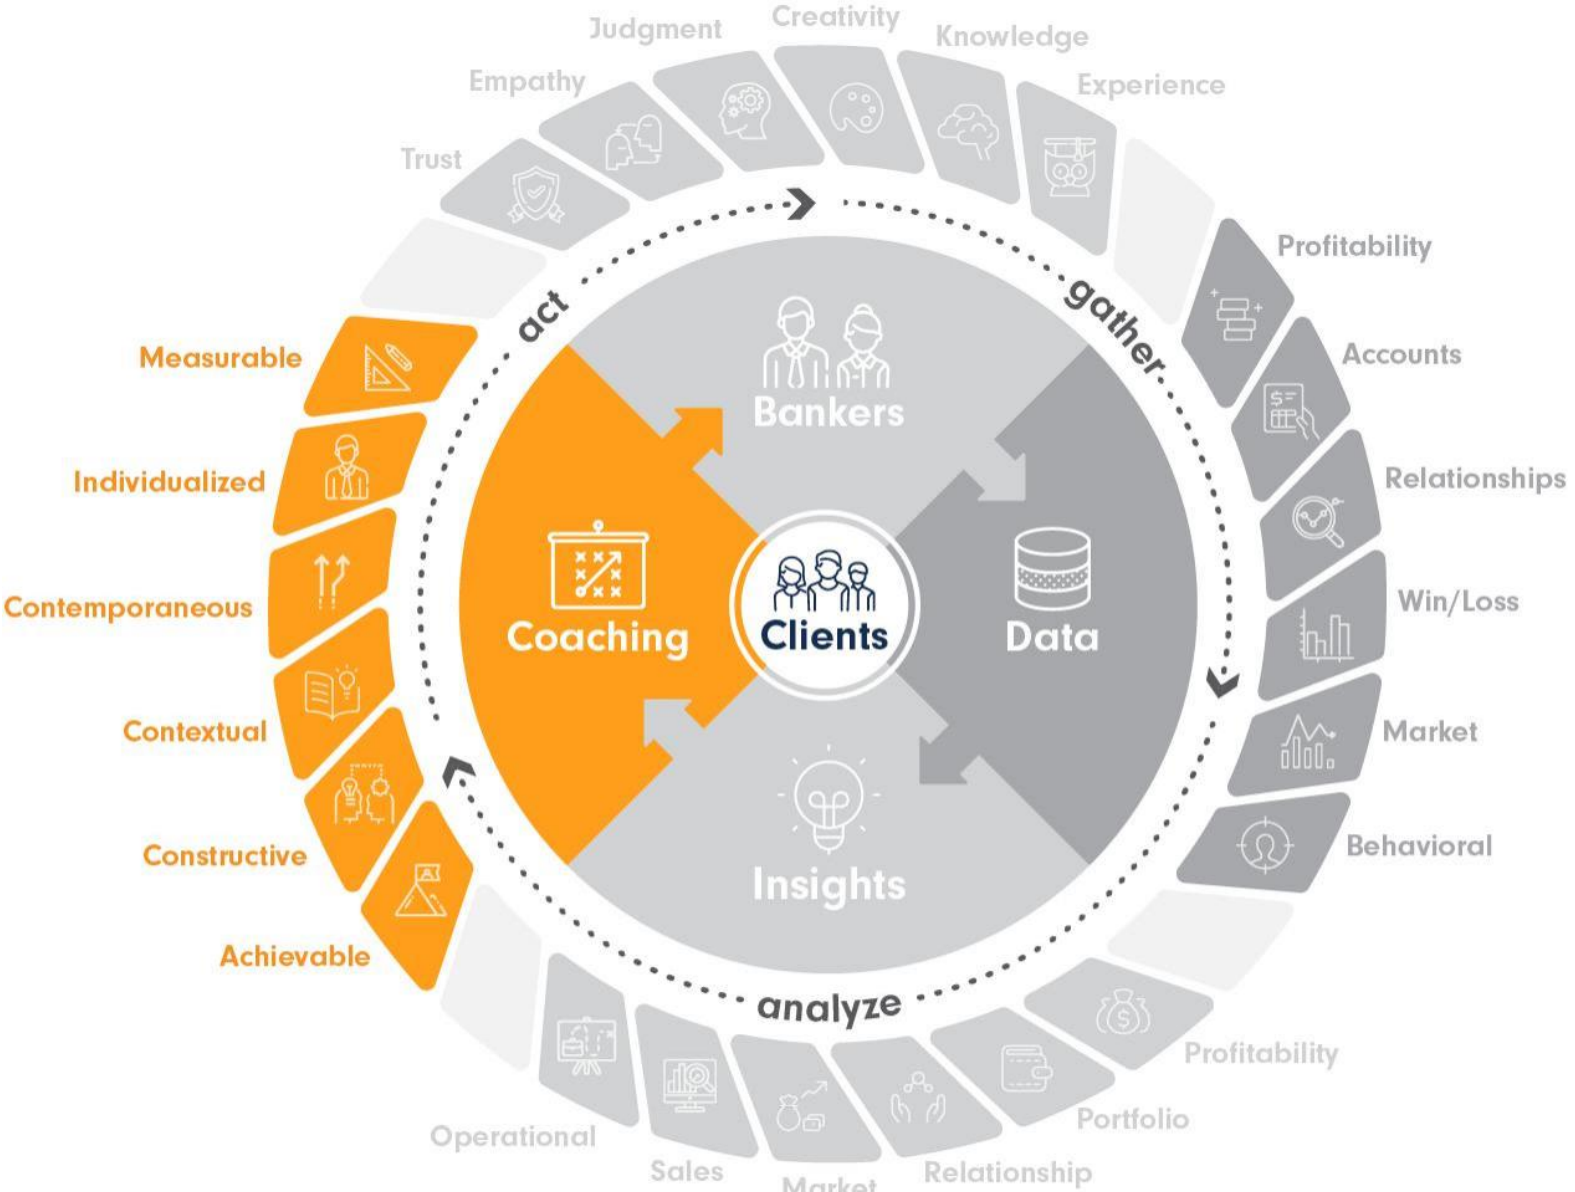 Creativity
Judgment
Knowledge
Empathy
Experience
Trust
Profitability
act
gather
Measurable
Accounts
Bankers
Individualized
Relationships
Contemporaneous
Win/Loss
Coaching
Clients
Data
Contextual
Market
Constructive
Behavioral
Insights
Achievable
analyze
Profitability
Portfolio
Operational
Sales
Relationship
Market